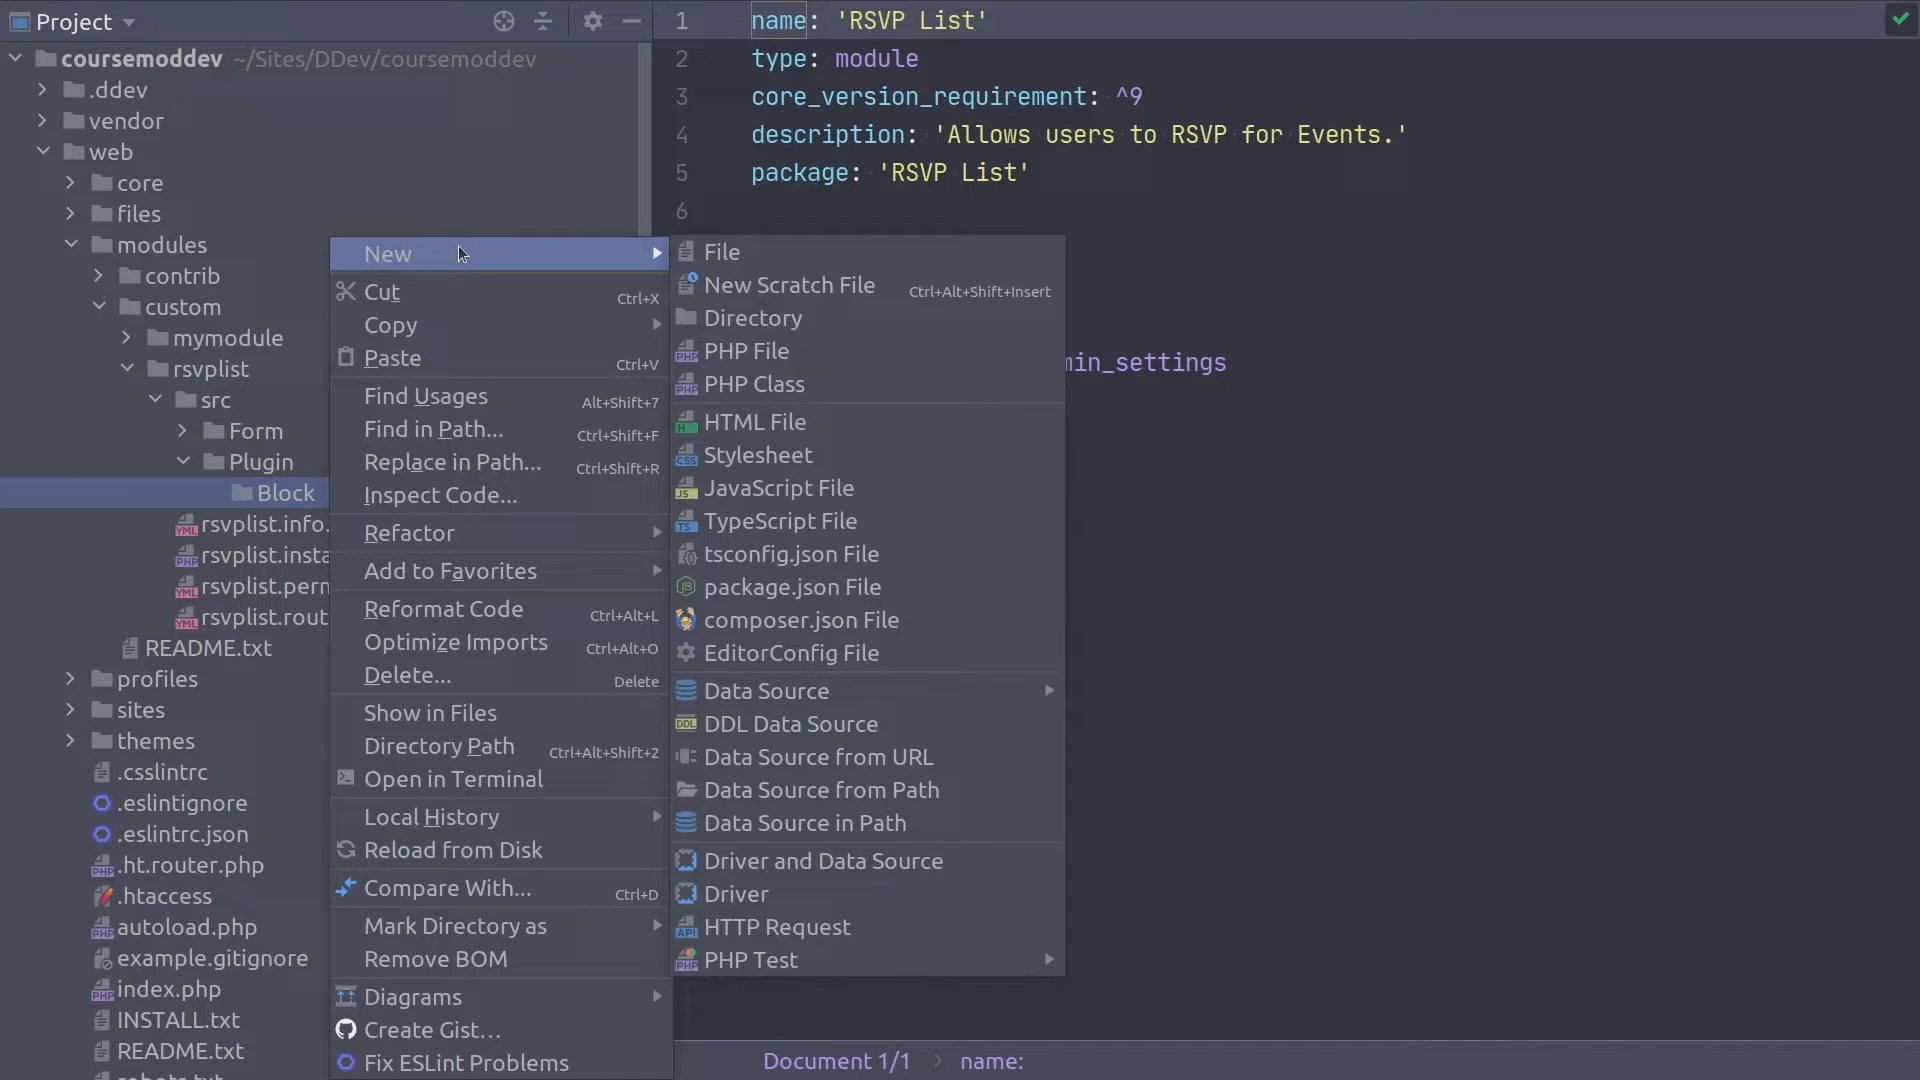 Project
coursemoddev ~/Sites/DDev/coursemoddev
.ddev
vendor
web
core
files
modules
contrib
custom
mymodule
rsvplist
src
Form
Plugin
Block
rsvplist.info.
rsvplist.insta
rsvplist.perm
rsvplist.rout
README.txt
profiles
sites
themes
.csslintrc
.eslintignore
.eslintrc.json
.ht.router.php
.htaccess
autoload.php
example.gitignore
index.php
INSTALL.txt
README.txt
robots.txt
1 name: 'RSVP List'
2 type: module
3 core_version_requirement: ^9
4 description: 'Allows users to RSVP for Events.'
5 package: 'RSVP List'
6
min_settings
New
Cut Ctrl+X
Copy
Paste Ctrl+V
Find Usages Alt+Shift+7
Find in Path... Ctrl+Shift+F
Replace in Path... Ctrl+Shift+R
Inspect Code...
Refactor
Add to Favorites
Reformat Code Ctrl+Alt+L
Optimize Imports Ctrl+Alt+O
Delete... Delete
Show in Files
Directory Path Ctrl+Alt+Shift+2
Open in Terminal
Local History
Reload from Disk
Compare With... Ctrl+D
Mark Directory as
Remove BOM
Diagrams
Create Gist...
Fix ESLint Problems
File
New Scratch File Ctrl+Alt+Shift+Insert
Directory
PHP File
PHP Class
HTML File
Stylesheet
JavaScript File
TypeScript File
tsconfig.json File
package.json File
composer.json File
EditorConfig File
Data Source
DDL Data Source
Data Source from URL
Data Source from Path
Data Source in Path
Driver and Data Source
Driver
HTTP Request
PHP Test
Document 1/1 › name: